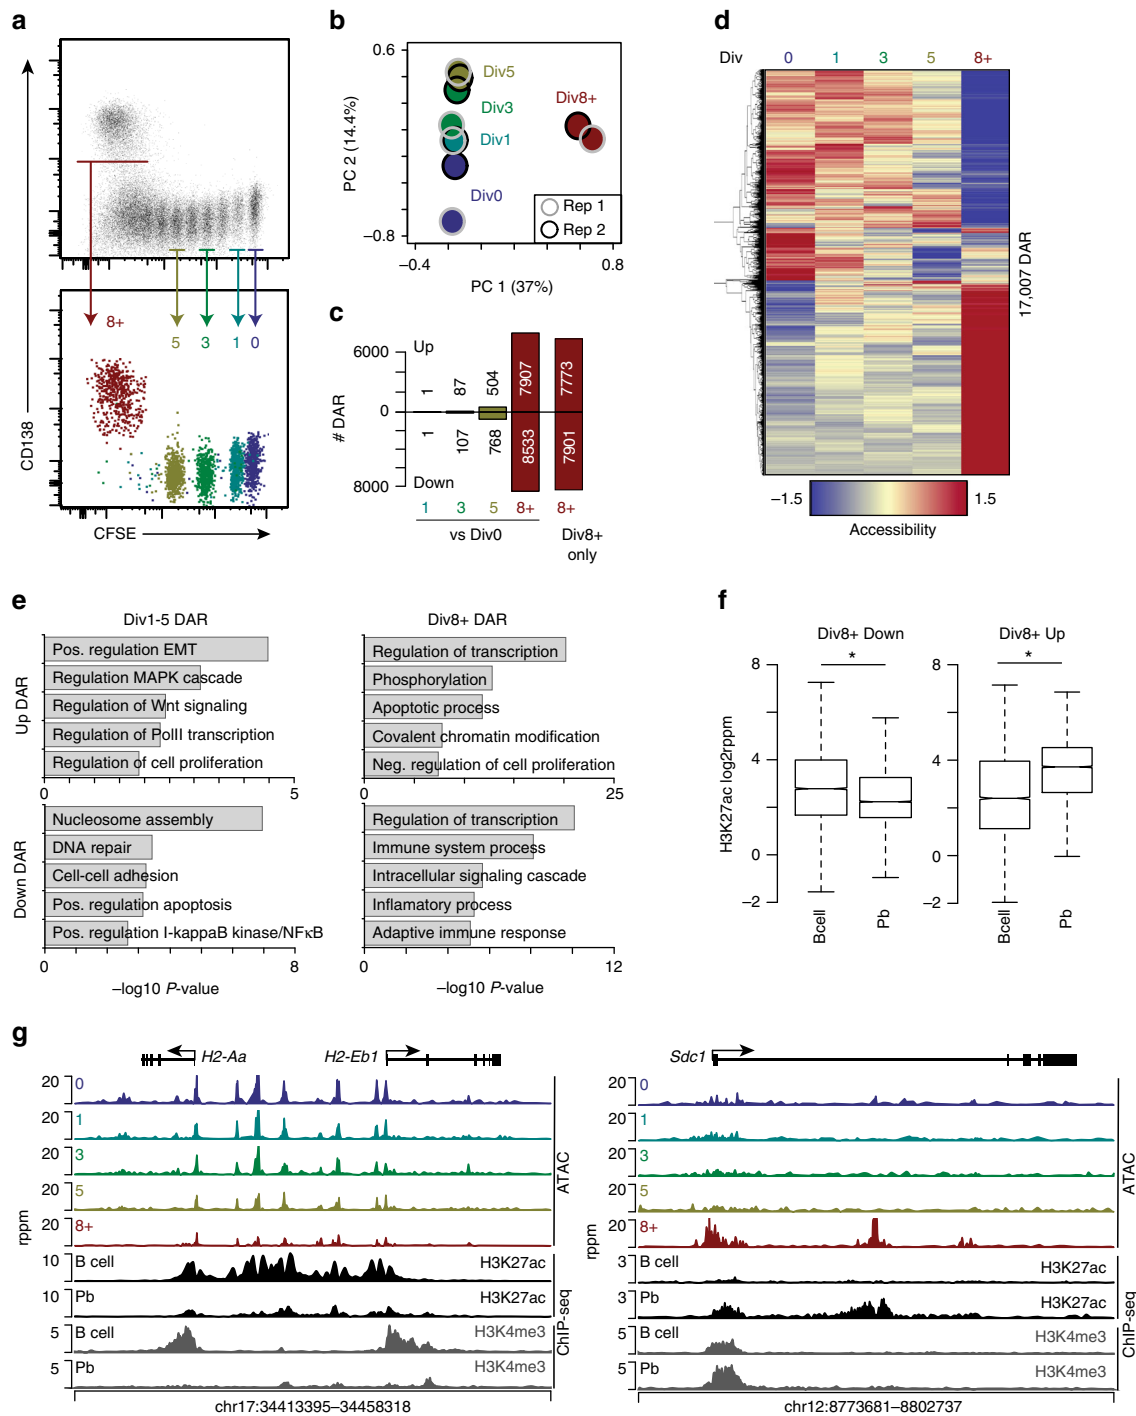 a
CD138
8+
5
3
1
0
CFSE
b
0.6
−0.8
PC 2 (14.4%)
Div5
Div3
Div1
Div0
Div8+
Rep 1
Rep 2
−0.4
0.8
PC 1 (37%)
c
# DAR
6000
0
8000
Up
Down
1
87
504
7907
7773
1
107
768
8533
7901
1
3
5
8+
8+
vs Div0
Div8+
only
d
Div
0
1
3
5
8+
17,007 DAR
−1.5
1.5
Accessibility
e
Div1-5 DAR
Up DAR
Pos. regulation EMT
Regulation MAPK cascade
Regulation of Wnt signaling
Regulation of PolII transcription
Regulation of cell proliferation
0
5
Down DAR
Nucleosome assembly
DNA repair
Cell-cell adhesion
Pos. regulation apoptosis
Pos. regulation I-kappaB kinase/NFκB
0
8
−log10 P-value
Div8+ DAR
Regulation of transcription
Phosphorylation
Apoptotic process
Covalent chromatin modification
Neg. regulation of cell proliferation
0
25
Regulation of transcription
Immune system process
Intracellular signaling cascade
Inflamatory process
Adaptive immune response
0
12
−log10 P-value
f
H3K27ac log2rppm
Div8+ Down
*
8
4
0
−2
Bcell
Pb
Div8+ Up
*
8
4
0
−2
Bcell
Pb
g
H2-Aa
H2-Eb1
rppm
20
0
20
1
20
3
20
5
20
8+
ATAC
10
B cell
H3K27ac
10
Pb
H3K27ac
5
B cell
H3K4me3
5
Pb
H3K4me3
ChIP-seq
chr17:34413395–34458318
Sdc1
rppm
20
0
20
1
20
3
20
5
20
8+
ATAC
3
B cell
H3K27ac
3
Pb
H3K27ac
5
B cell
H3K4me3
5
Pb
H3K4me3
ChIP-seq
chr12:8773681–8802737